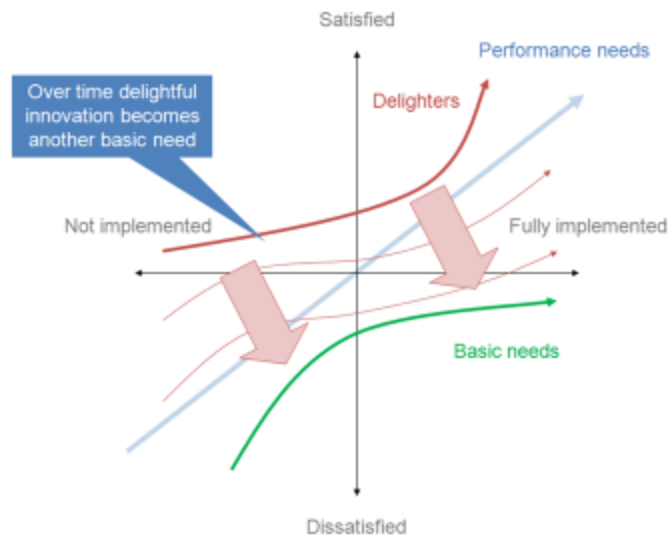 Satisfied
Performance needs
Delighters
Over time delightful
innovation becomes
another basic need
Not implemented
Fully implemented
Basic needs
Dissatisfied